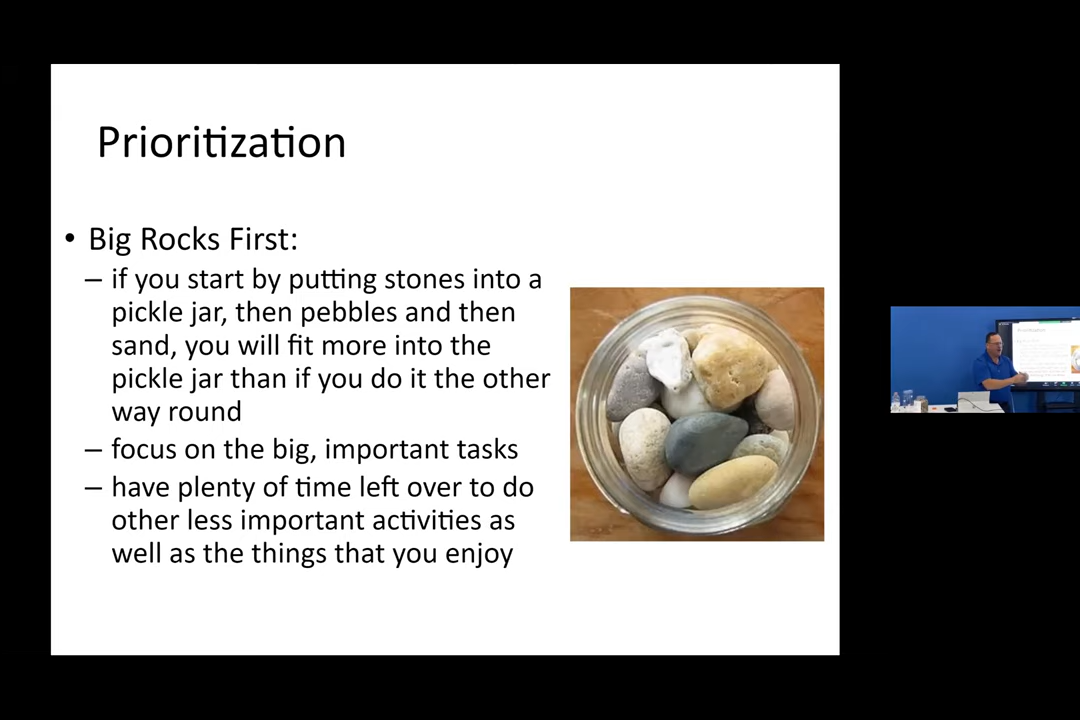 Prioritization
• Big Rocks First:
– if you start by putting stones into a
pickle jar, then pebbles and then
sand, you will fit more into the
pickle jar than if you do it the other
way round
– focus on the big, important tasks
– have plenty of time left over to do
other less important activities as
well as the things that you enjoy